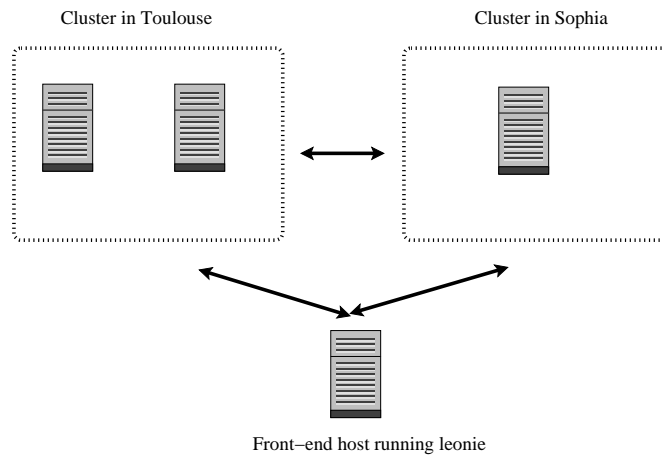 Cluster in Toulouse
Cluster in Sophia
Front−end host running leonie